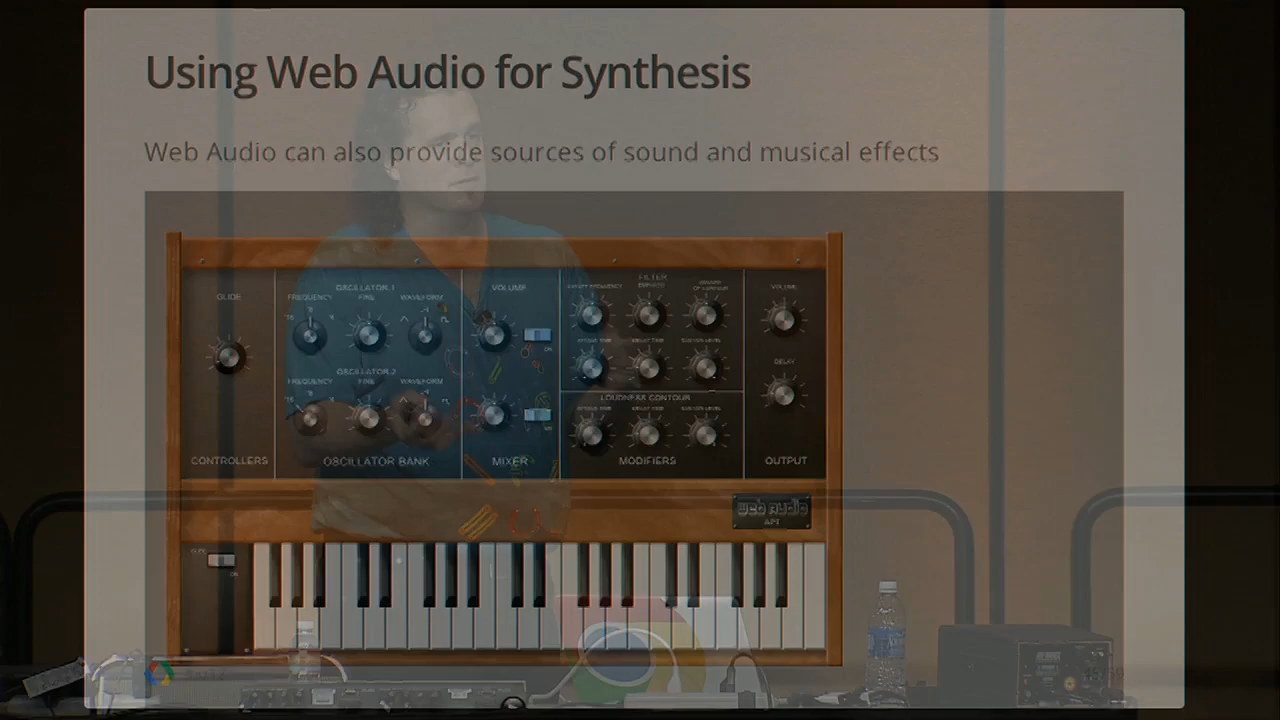 Using Web Audio for Synthesis
Web Audio can also provide sources of sound and musical effects
GLIDE
OSCILLATOR-1
FREQUENCY FINE WAVEFORM
OSCILLATOR-2
FREQUENCY FINE WAVEFORM
VOLUME
ON
FILTER
LOUDNESS CONTOUR
VOLUME
DELAY
CONTROLLERS OSCILLATOR BANK MIXER MODIFIERS OUTPUT
web audio
API
ON